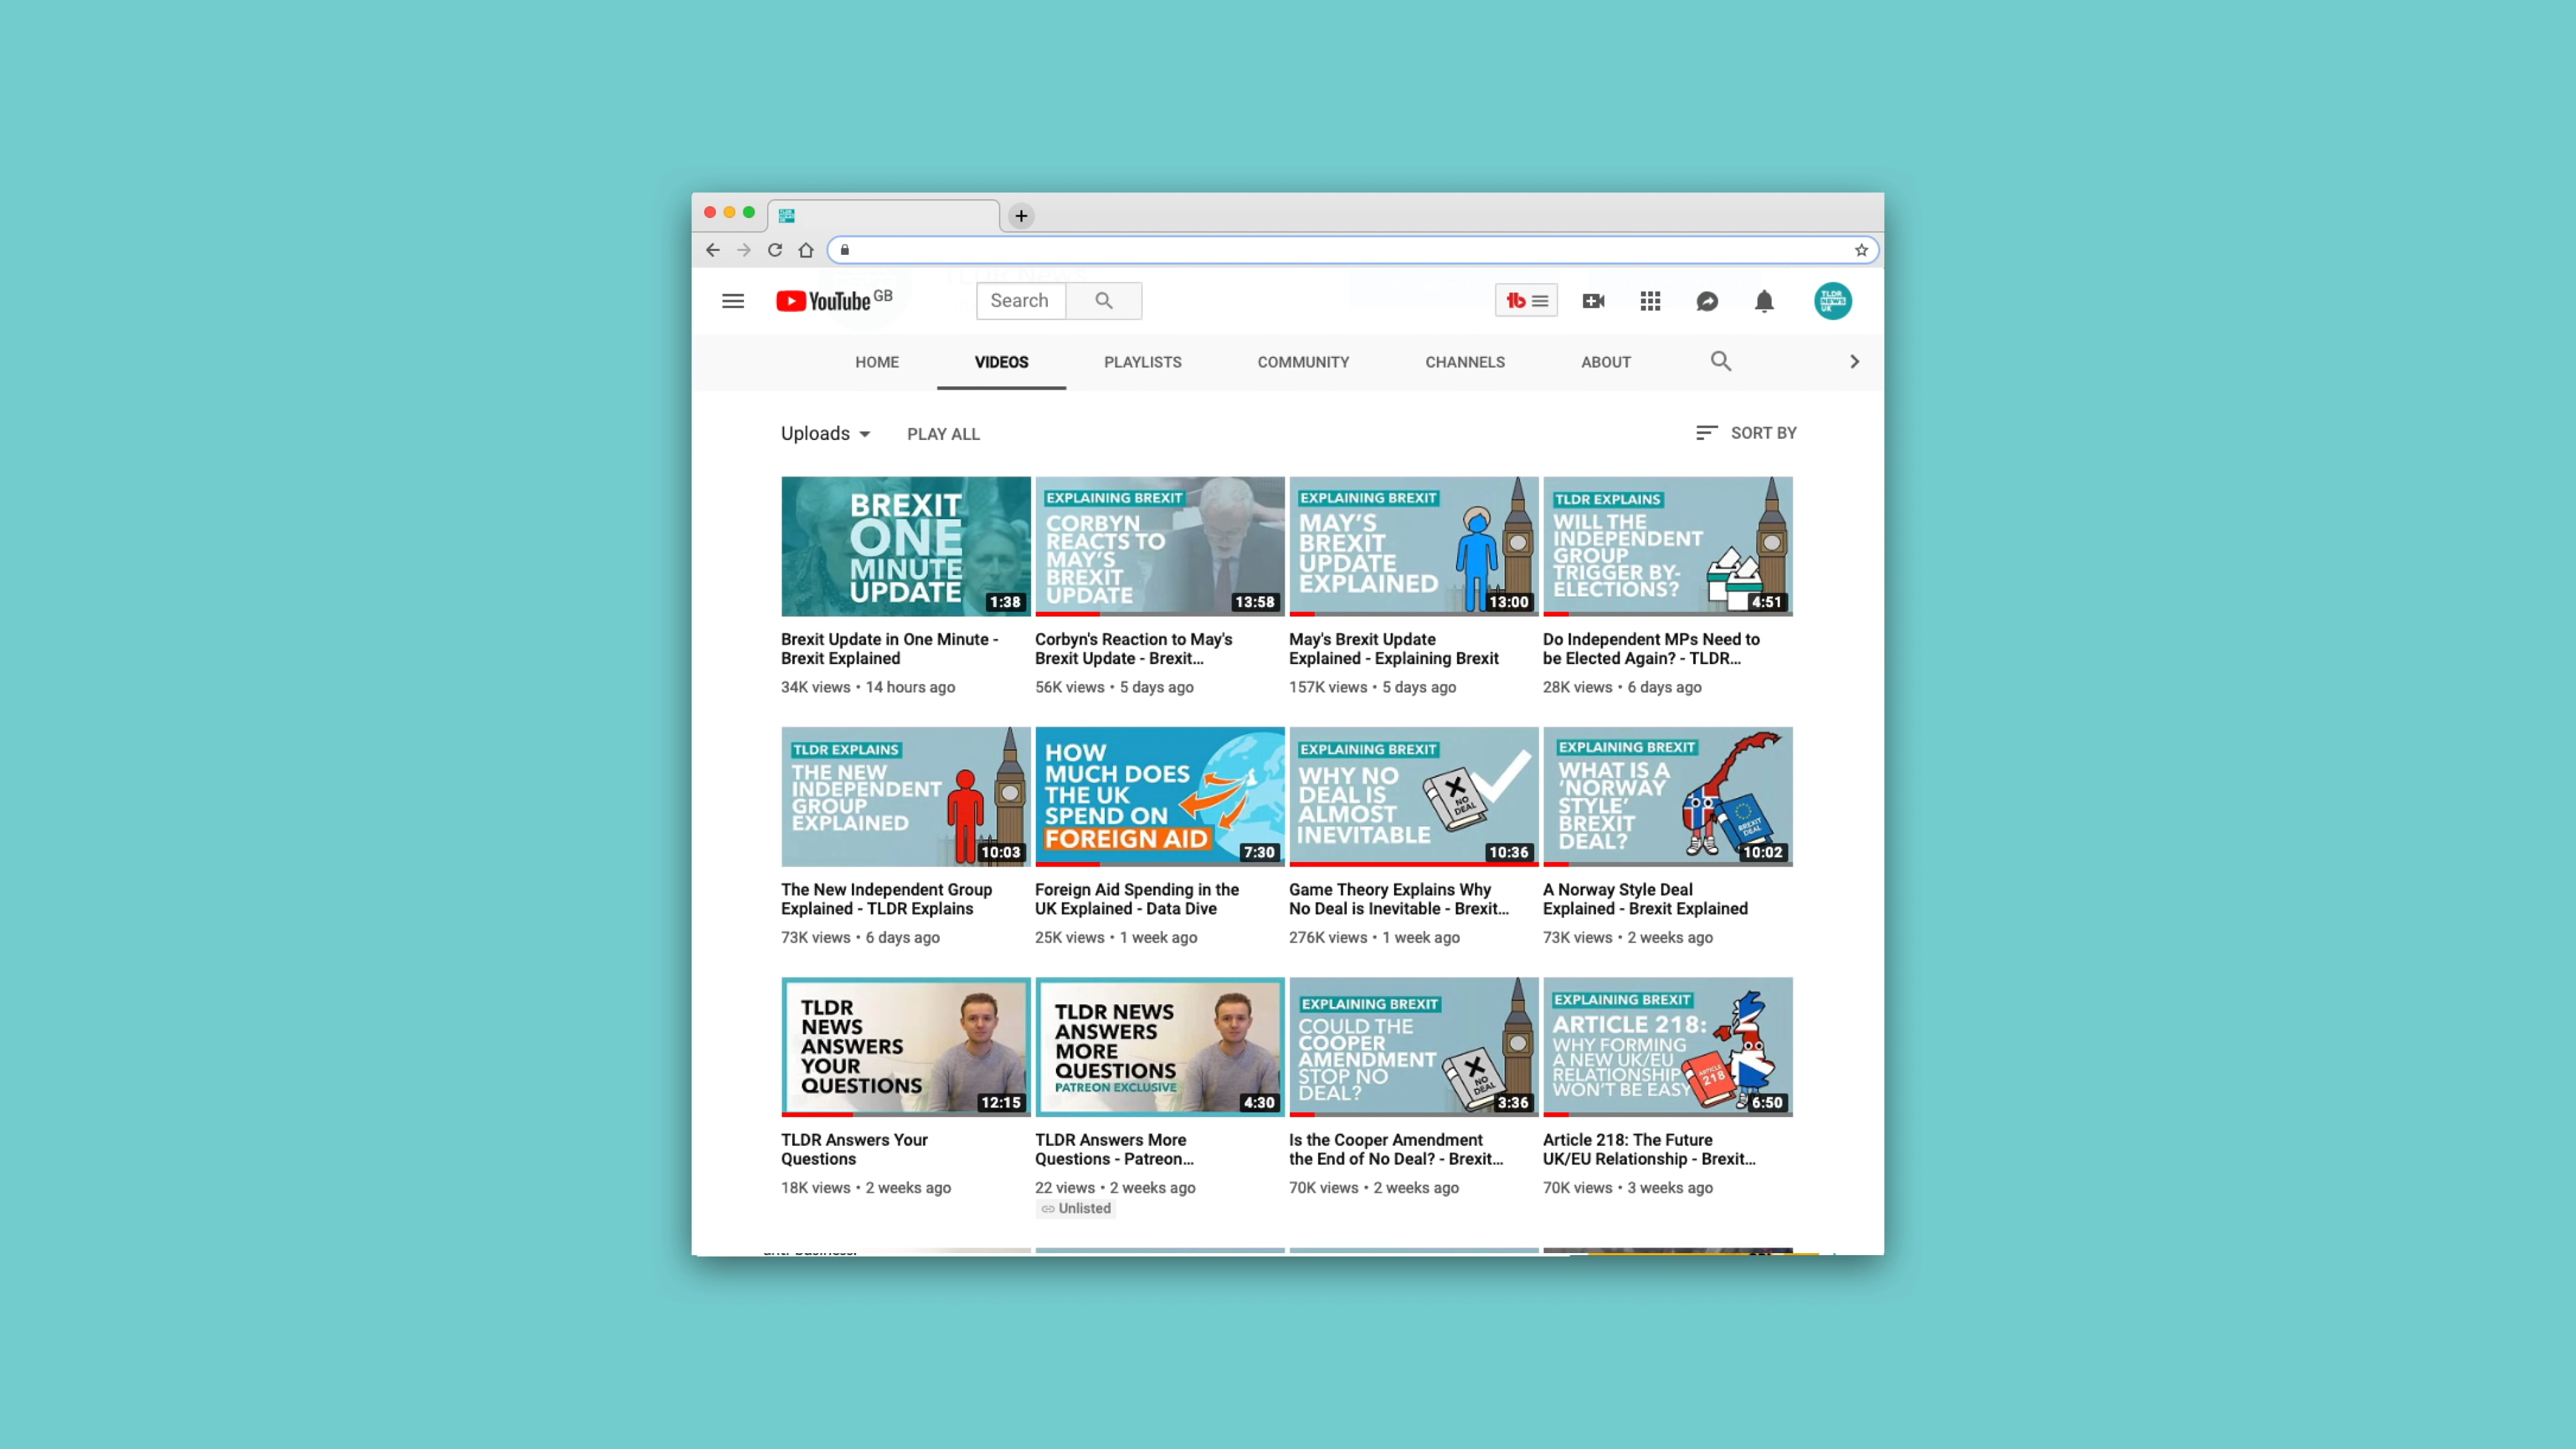 YouTube GB
Search
TLDR
NEWS
UK
HOME VIDEOS PLAYLISTS COMMUNITY CHANNELS ABOUT
Uploads PLAY ALL SORT BY
BREXIT
ONE
MINUTE
UPDATE
1:38
EXPLAINING BREXIT
CORBYN
REACTS TO
MAY'S
BREXIT
UPDATE
13:58
EXPLAINING BREXIT
MAY'S
BREXIT
UPDATE
EXPLAINED
13:00
TLDR EXPLAINS
WILL THE
INDEPENDENT
GROUP
TRIGGER BY-
ELECTIONS?
4:51
Brexit Update in One Minute -
Brexit Explained
34K views • 14 hours ago
Corbyn's Reaction to May's
Brexit Update - Brexit...
56K views • 5 days ago
May's Brexit Update
Explained - Explaining Brexit
157K views • 5 days ago
Do Independent MPs Need to
be Elected Again? - TLDR...
28K views • 6 days ago
TLDR EXPLAINS
THE NEW
INDEPENDENT
GROUP
EXPLAINED
10:03
HOW
MUCH DOES
THE UK
SPEND ON
FOREIGN AID
7:30
EXPLAINING BREXIT
WHY NO
DEAL IS
ALMOST
INEVITABLE
NO
DEAL
10:36
EXPLAINING BREXIT
WHAT IS A
'NORWAY
STYLE'
BREXIT
DEAL?
BREXIT
DEAL
10:02
The New Independent Group
Explained - TLDR Explains
73K views • 6 days ago
Foreign Aid Spending in the
UK Explained - Data Dive
25K views • 1 week ago
Game Theory Explains Why
No Deal is Inevitable - Brexit...
276K views • 1 week ago
A Norway Style Deal
Explained - Brexit Explained
73K views • 2 weeks ago
TLDR
NEWS
ANSWERS
YOUR
QUESTIONS
12:15
TLDR NEWS
ANSWERS
MORE
QUESTIONS
PATREON EXCLUSIVE
4:30
EXPLAINING BREXIT
COULD THE
COOPER
AMENDMENT
STOP NO
DEAL?
NO
DEAL
3:36
EXPLAINING BREXIT
ARTICLE 218:
WHY FORMING
A NEW UK/EU
RELATIONSHIP
WON'T BE EASY
ARTICLE
218
6:50
TLDR Answers Your
Questions
18K views • 2 weeks ago
TLDR Answers More
Questions - Patreon...
22 views • 2 weeks ago
Unlisted
Is the Cooper Amendment
the End of No Deal? - Brexit...
70K views • 2 weeks ago
Article 218: The Future
UK/EU Relationship - Brexit...
70K views • 3 weeks ago